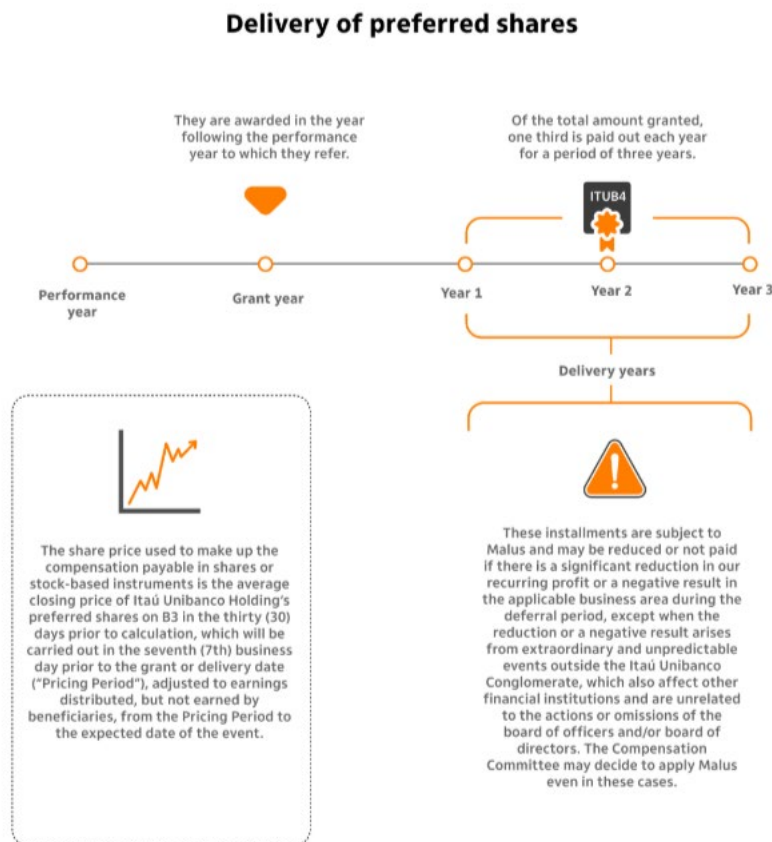 Delivery of preferred shares
They are awarded in the year
following the performance
year to which they refer.
Of the total amount granted,
one third is paid out each year
for a period of three years.
ITUB4
Performance
year
Grant year
Year 1
Year 2
Year 3
Delivery years
The share price used to make up the
compensation payable in shares or
stock-based instruments is the average
closing price of Itaú Unibanco Holding's
preferred shares on B3 in the thirty (30)
days prior to calculation, which will be
carried out in the seventh (7th) business
day prior to the grant or delivery date
("Pricing Period"), adjusted to earnings
distributed, but not earned by
beneficiaries, from the Pricing Period to
the expected date of the event.
These installments are subject to
Malus and may be reduced or not paid
if there is a significant reduction in our
recurring profit or a negative result in
the applicable business area during the
deferral period, except when the
reduction or a negative result arises
from extraordinary and unpredictable
events outside the Itaú Unibanco
Conglomerate, which also affect other
financial institutions and are unrelated
to the actions or omissions of the
board of officers and/or board of
directors. The Compensation
Committee may decide to apply Malus
even in these cases.